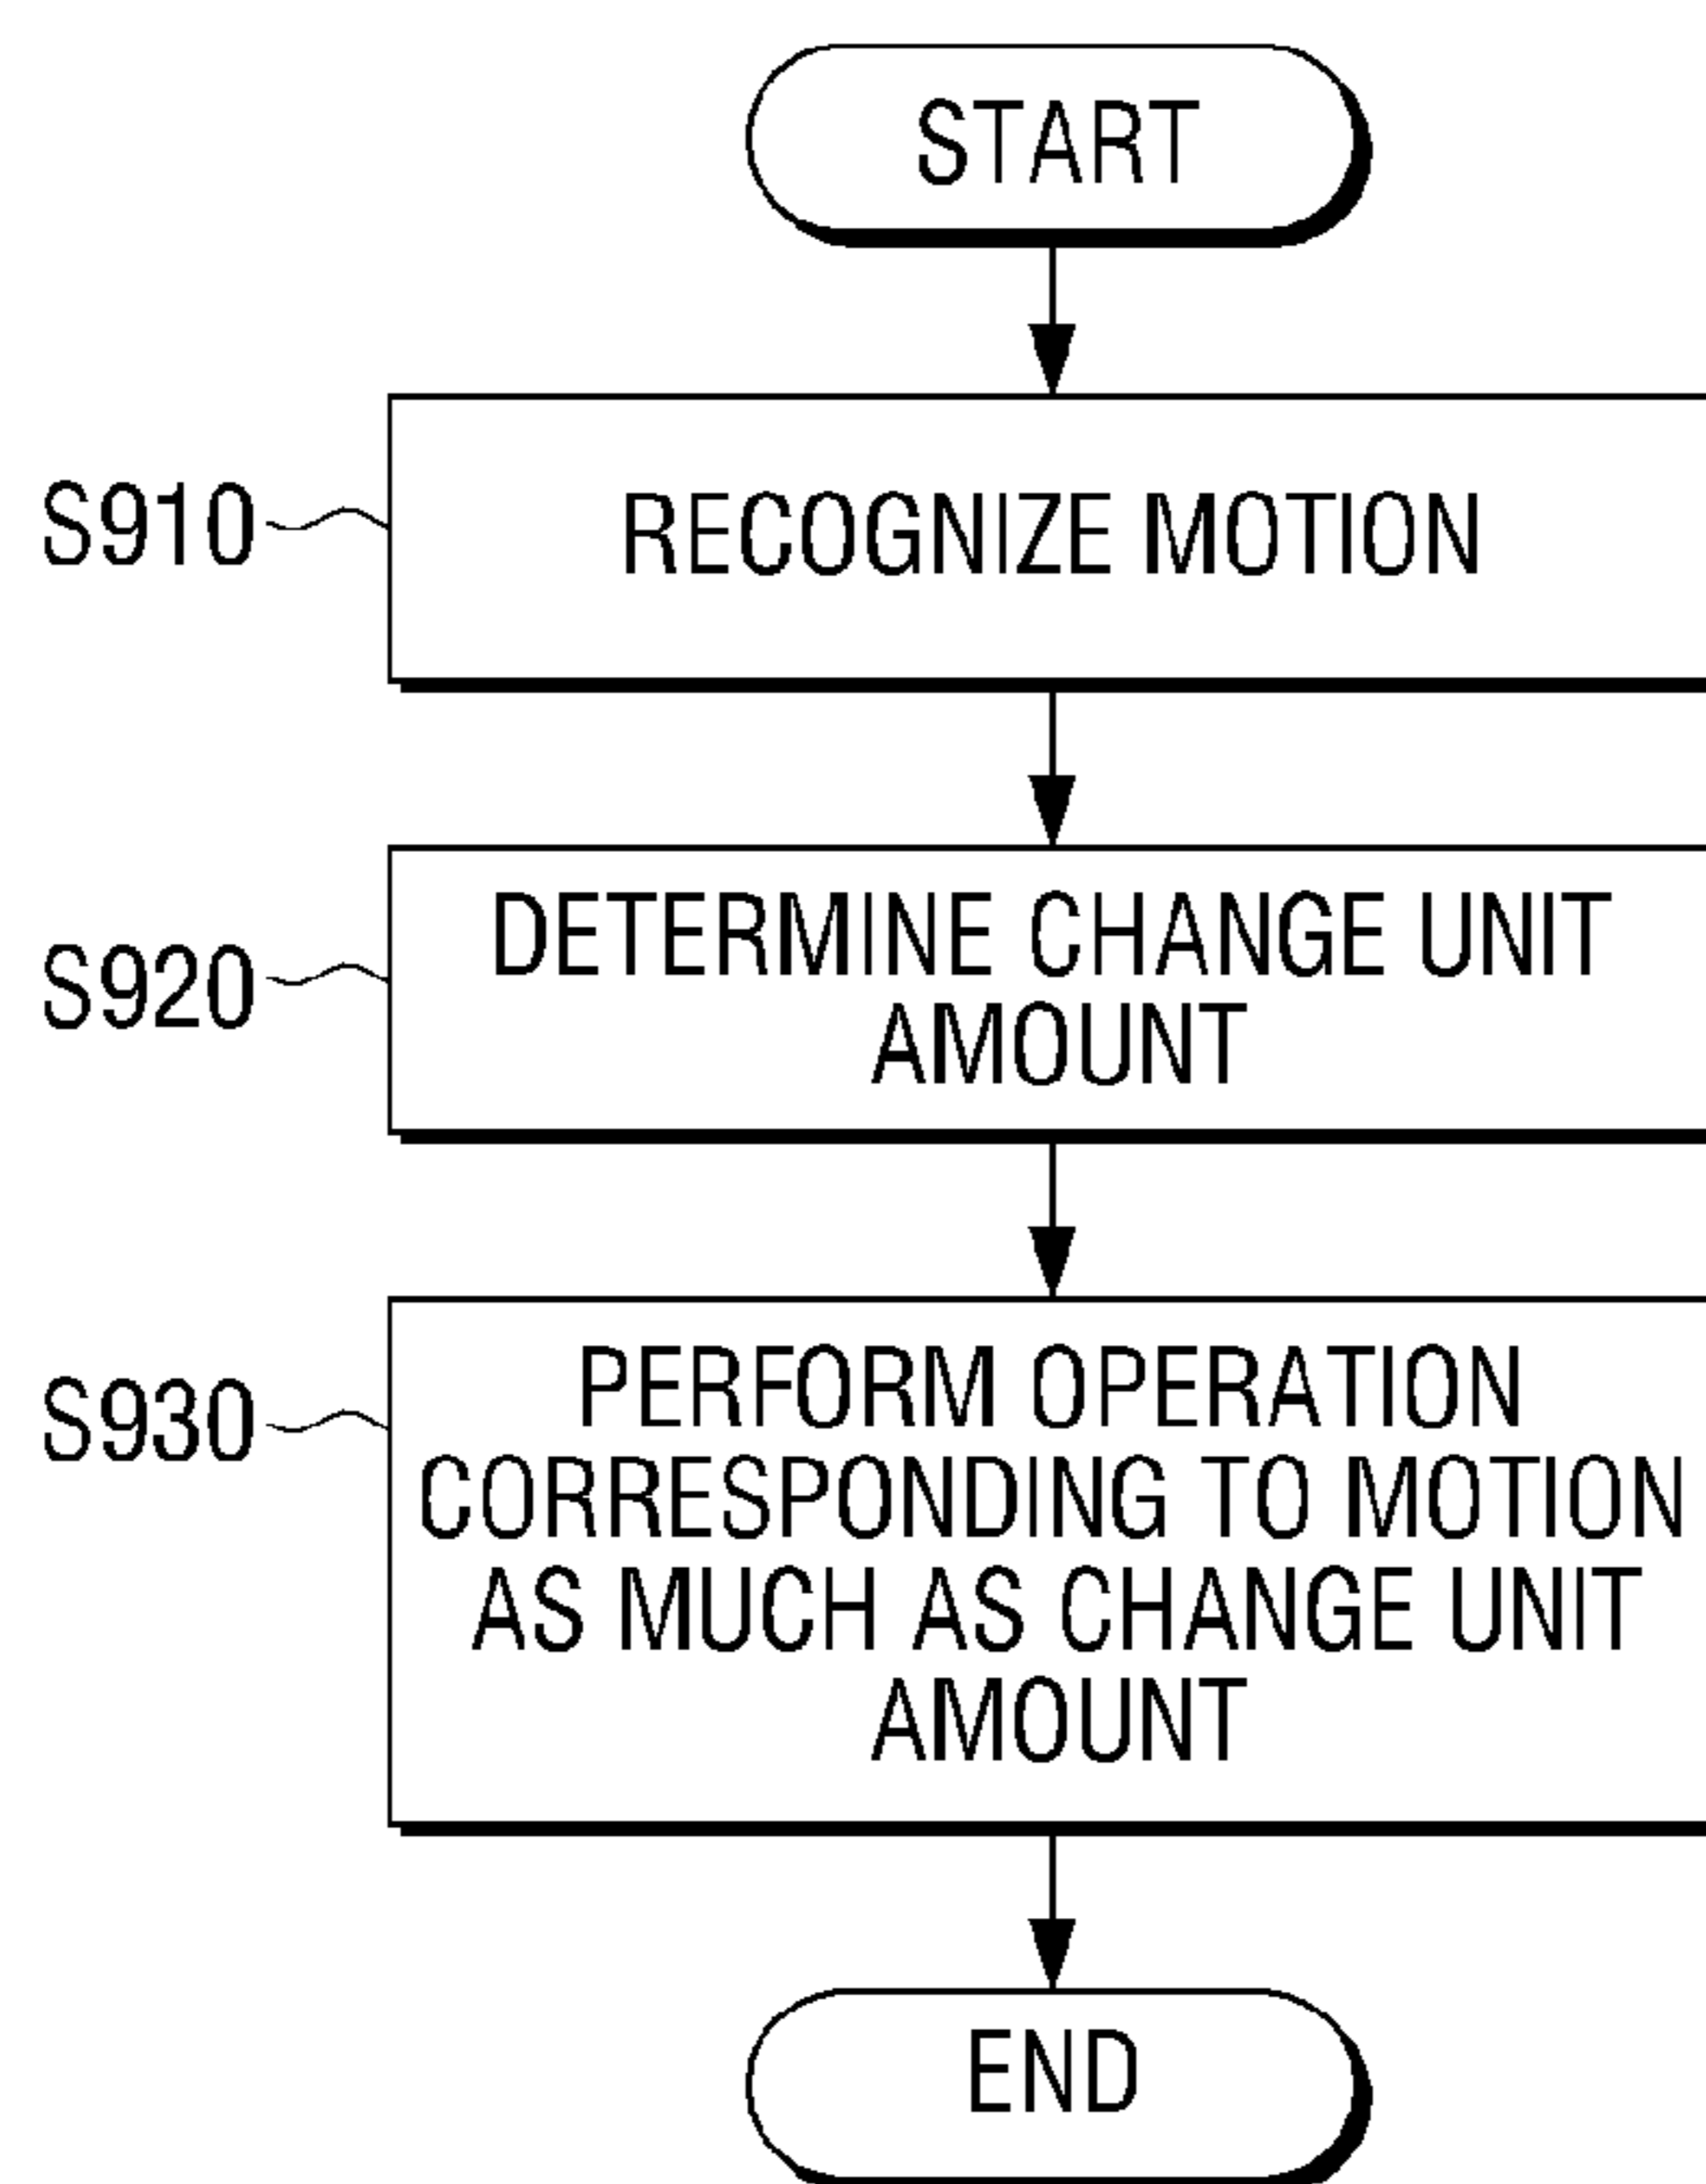 START
S910
RECOGNIZE MOTION
S920
DETERMINE CHANGE UNIT
AMOUNT
S930
PERFORM OPERATION
CORRESPONDING TO MOTION
AS MUCH AS CHANGE UNIT
AMOUNT
END